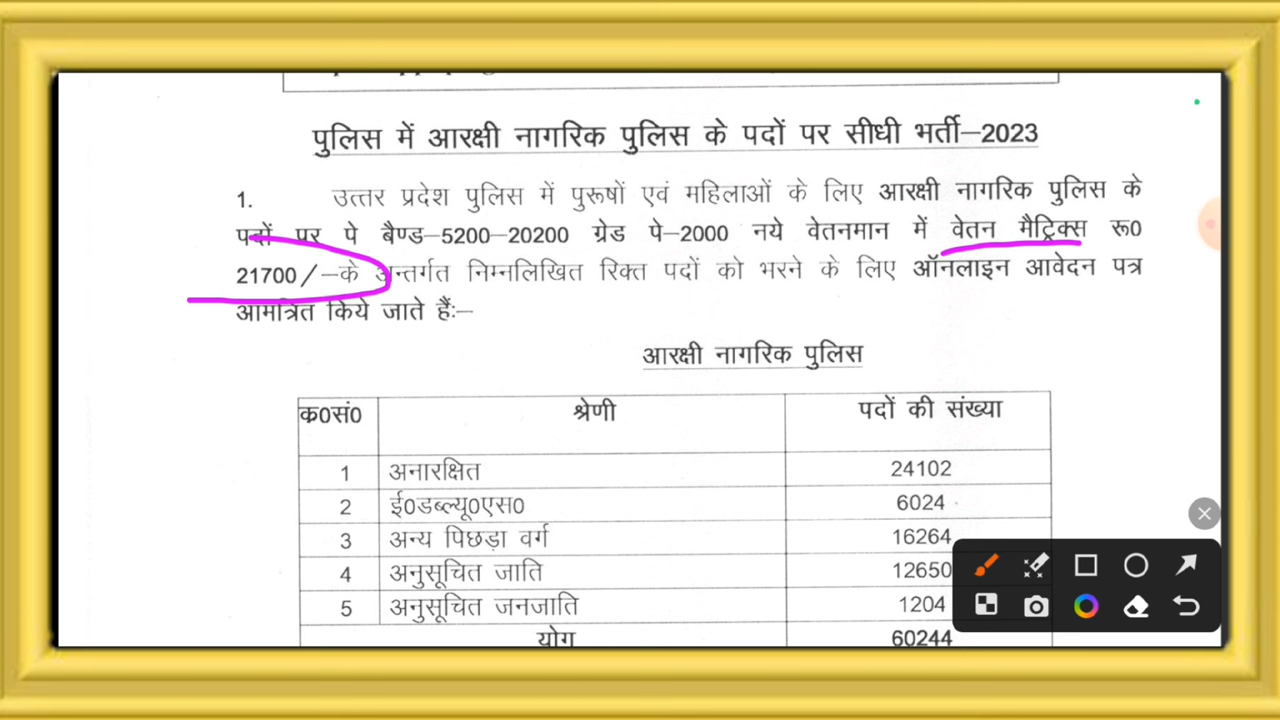 पुलिस में आरक्षी नागरिक पुलिस के पदों पर सीधी भर्ती–2023
1. उत्तर प्रदेश पुलिस में पुरूषों एवं महिलाओं के लिए आरक्षी नागरिक पुलिस के
पदों पर पे बैण्ड–5200–20200 ग्रेड पे–2000 नये वेतनमान में वेतन मैट्रिक्स रू0
21700/–के अन्तर्गत निम्नलिखित रिक्त पदों को भरने के लिए ऑनलाइन आवेदन पत्र
आमंत्रित किये जाते हैंः–
आरक्षी नागरिक पुलिस
क0सं0 श्रेणी पदों की संख्या
1 अनारक्षित 24102
2 ई0डब्ल्यू0एस0 6024
3 अन्य पिछड़ा वर्ग 16264
4 अनुसूचित जाति 12650
5 अनुसूचित जनजाति 1204
योग 60244